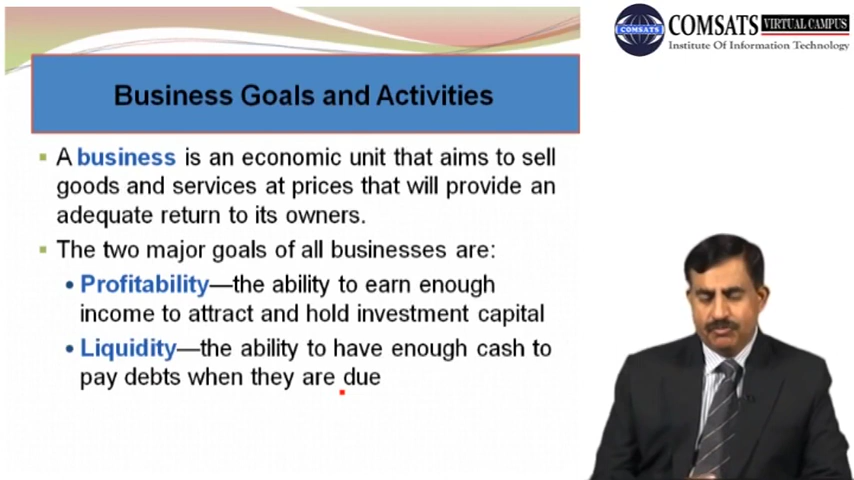 COMSATS VIRTUAL CAMPUS
Institute Of Information Technology
COMSATS
Business Goals and Activities
A business is an economic unit that aims to sell
goods and services at prices that will provide an
adequate return to its owners.
The two major goals of all businesses are:
Profitability—the ability to earn enough
income to attract and hold investment capital
Liquidity—the ability to have enough cash to
pay debts when they are due